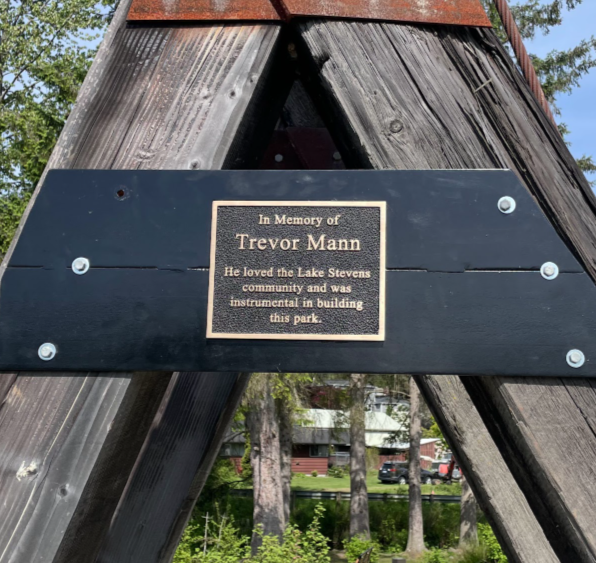 In Memory of
Trevor Mann
He loved the Lake Stevens
community and was
instrumental in building
this park.